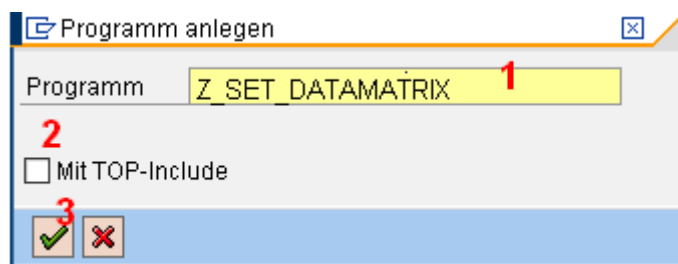 Programm anlegen
Programm Z_SET_DATAMATRIX 1
2
Mit TOP-Include
3